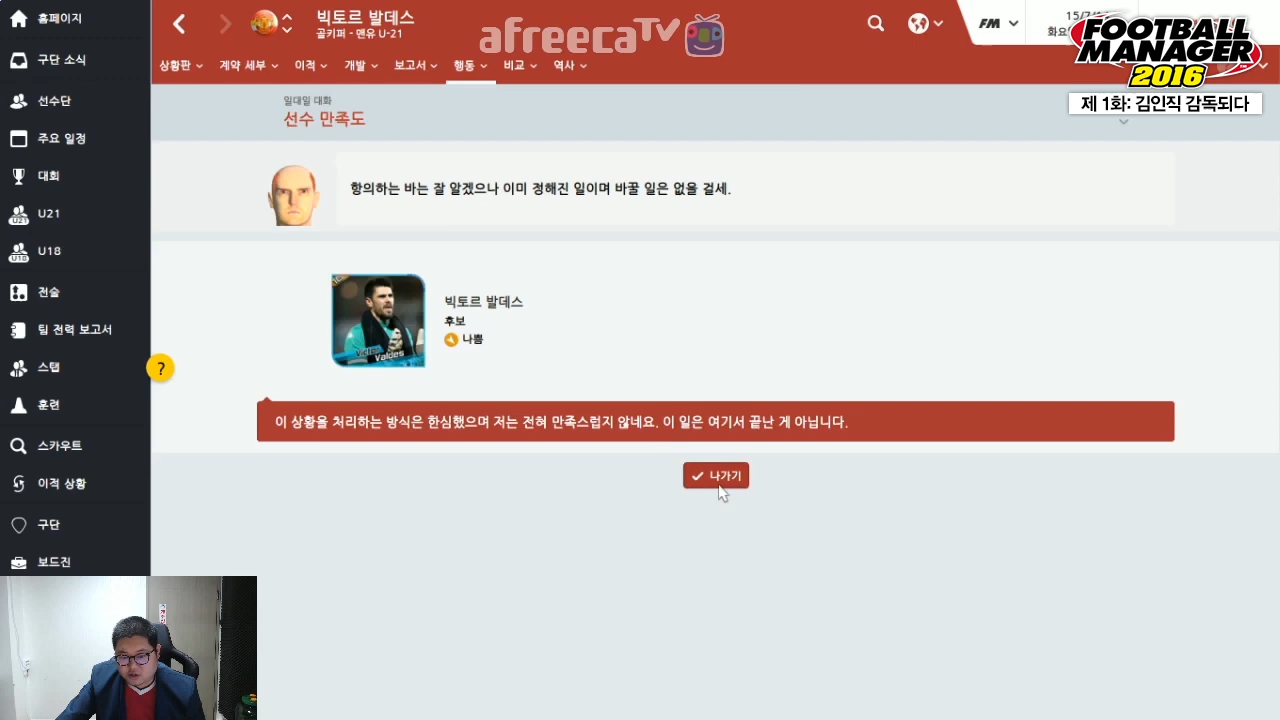 홈페이지
구단 소식
선수단
주요 일정
대회
U21
U18
전술
팀 전력 보고서
스탭
훈련
스카우트
이적 상황
구단
보드진
빅토르 발데스
골키퍼 - 맨유 U-21
afreecaTV
FM
15/7/
화요
FOOTBALL
MANAGER
2016
제 1화: 김인직 감독되다
상황판
계약 세부
이적
개발
보고서
행동
비교
역사
일대일 대화
선수 만족도
항의하는 바는 잘 알겠으나 이미 정해진 일이며 바꿀 일은 없을 걸세.
Valdes
빅토르 발데스
후보
나쁨
?
이 상황을 처리하는 방식은 한심했으며 저는 전혀 만족스럽지 않네요. 이 일은 여기서 끝난 게 아닙니다.
나가기